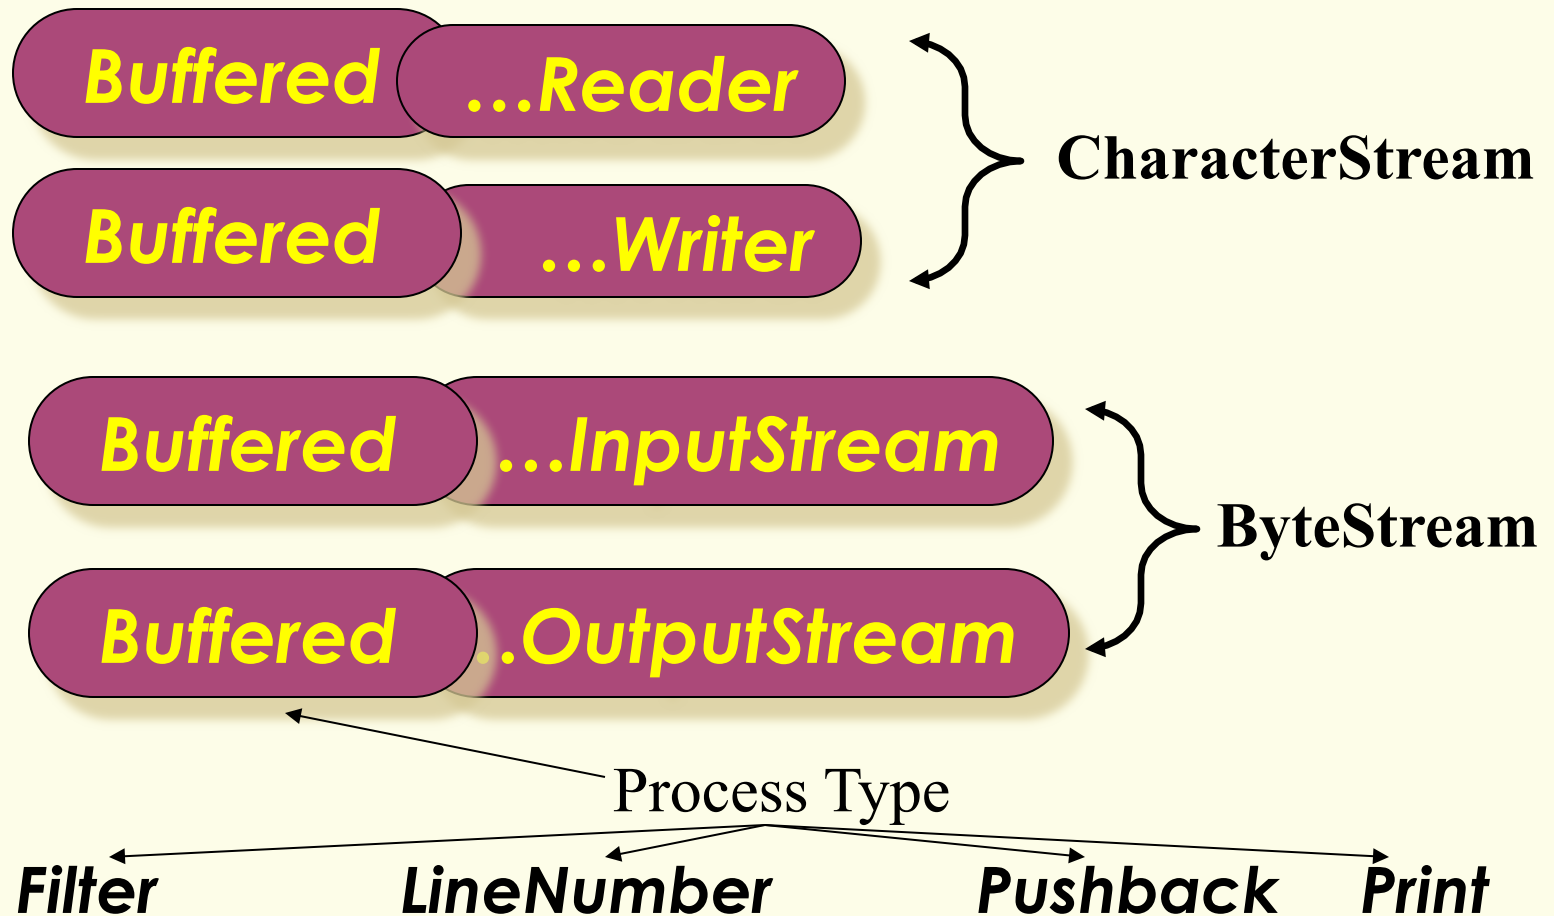 Buffered ...Reader
Buffered ...Writer
CharacterStream
Buffered ...InputStream
Buffered ...OutputStream
ByteStream
Process Type
Filter LineNumber Pushback Print